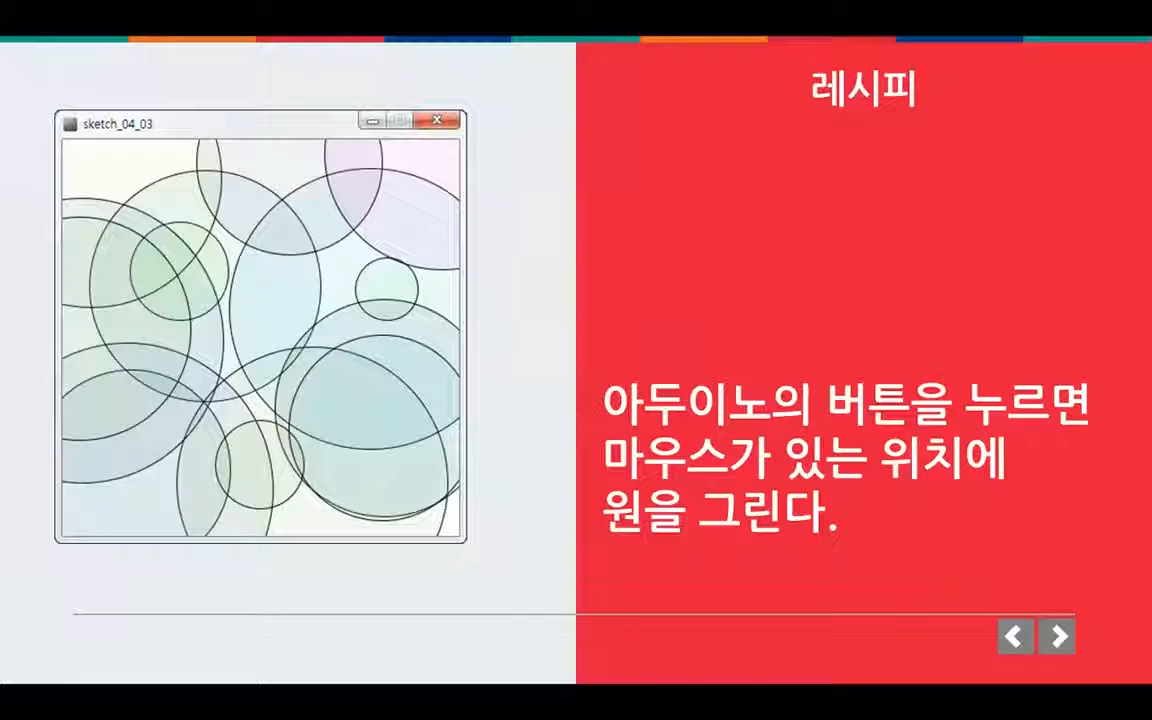 sketch_04_03
레시피
아두이노의 버튼을 누르면
마우스가 있는 위치에
원을 그린다.